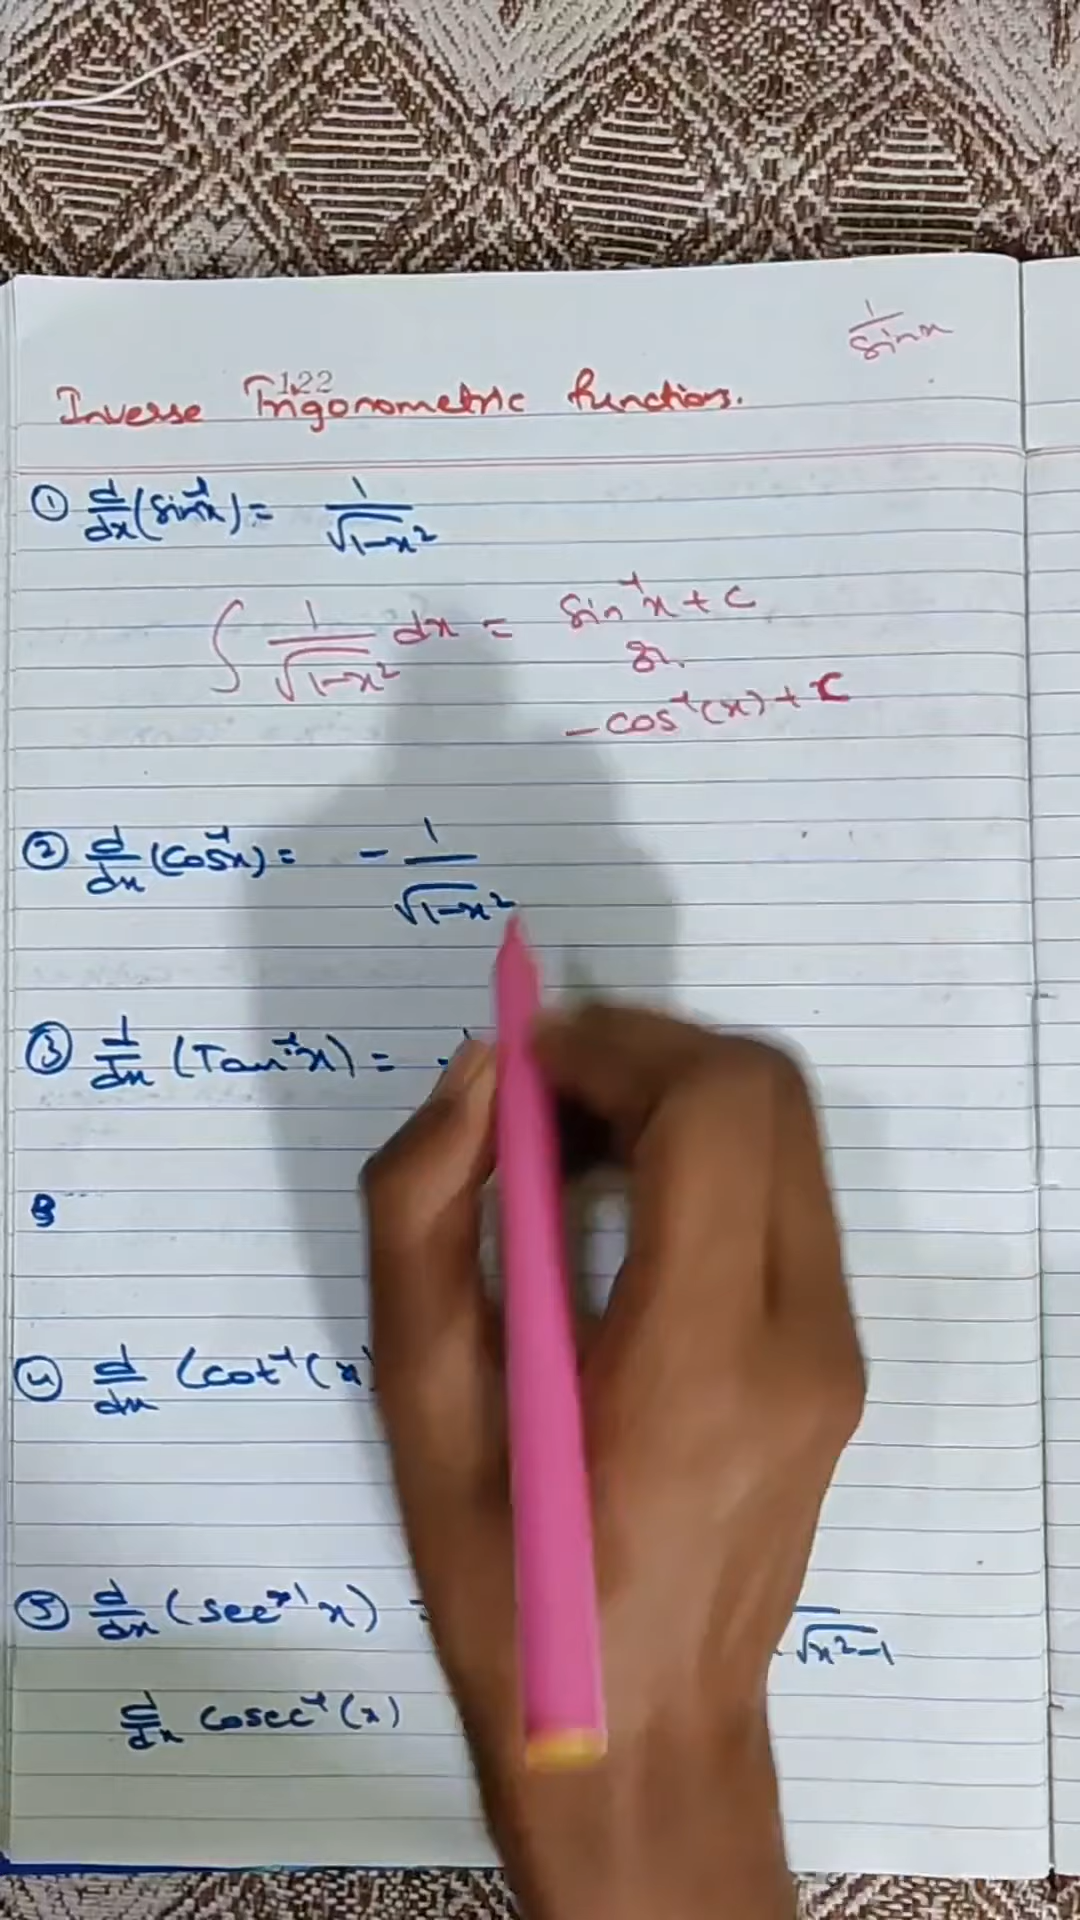 1/sin x
122
Inverse Trigonometric functions.
① d/dx (sin⁻¹x) = 1/√1-x²
∫ 1/√1-x² dx = sin⁻¹x + c
or
- cos⁻¹(x) + c
② d/dx (cos⁻¹x) = - 1/√1-x²
③ d/dx (Tan⁻¹x) =
④ d/dx (cot⁻¹(x)
⑤ d/dx (sec⁻¹x) = √x²-1
d/dx cosec⁻¹(x)